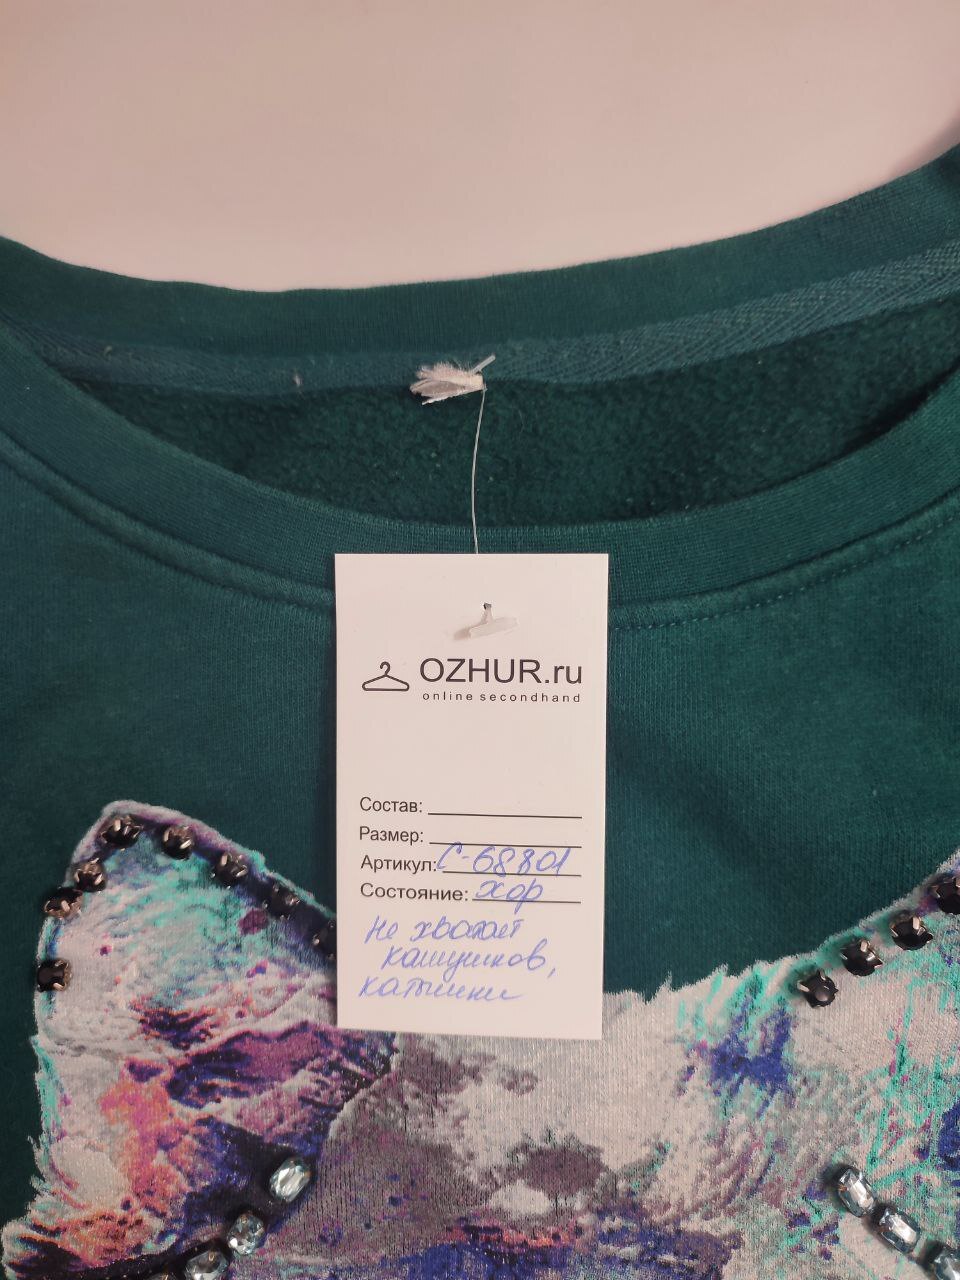 OZHUR.ru
online secondhand
Состав:
Размер:
Артикул: С-68801
Состояние: хор
не хватает
камушков,
катышки